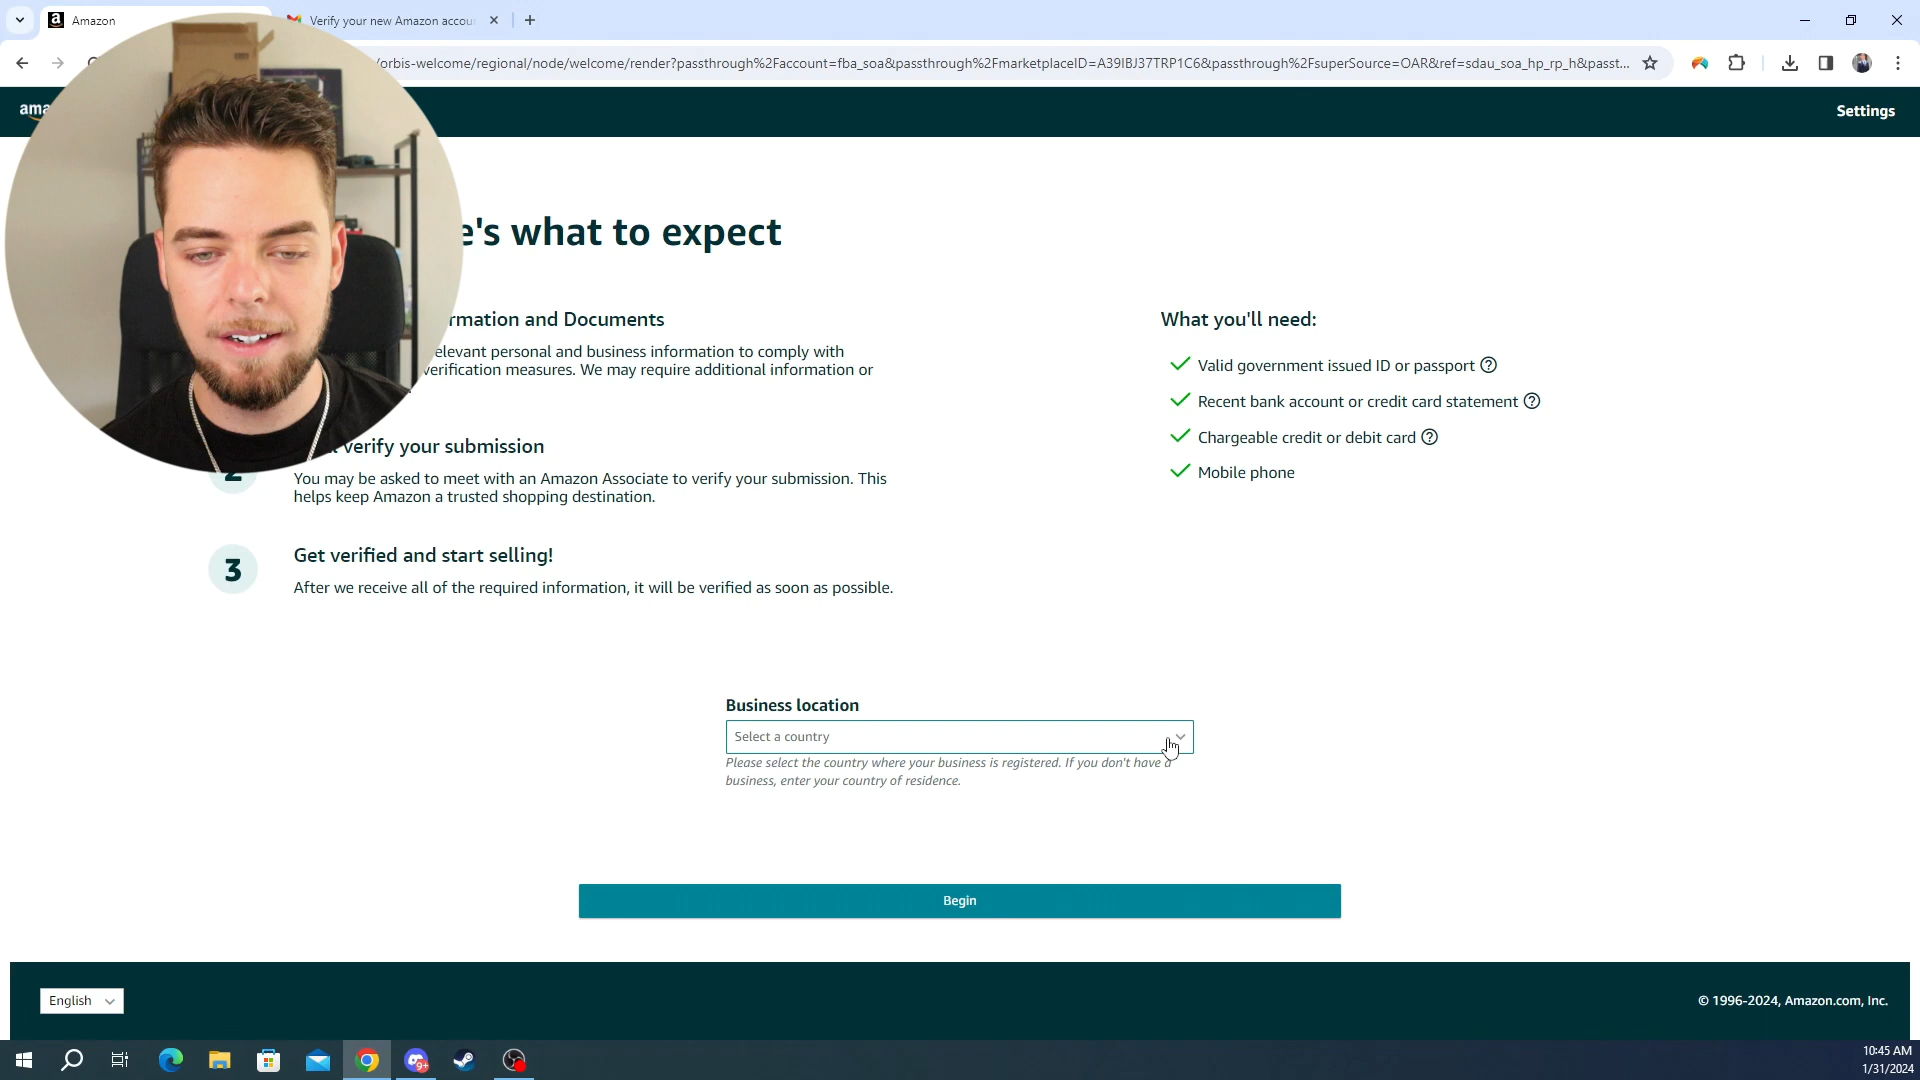 Amazon
Verify your new Amazon accou
/orbis-welcome/regional/node/welcome/render?passthrough%2Faccount=fba_soa&passthrough%2FmarketplaceID=A39IBJ37TRP1C6&passthrough%2FsuperSource=OAR&ref=sdau_soa_hp_rp_h&passt...
ama
Settings
e's what to expect
rmation and Documents
elevant personal and business information to comply with
verification measures. We may require additional information or
2
verify your submission
You may be asked to meet with an Amazon Associate to verify your submission. This
helps keep Amazon a trusted shopping destination.
3
Get verified and start selling!
After we receive all of the required information, it will be verified as soon as possible.
What you'll need:
Valid government issued ID or passport
Recent bank account or credit card statement
Chargeable credit or debit card
Mobile phone
Business location
Select a country
Please select the country where your business is registered. If you don't have a
business, enter your country of residence.
Begin
English
© 1996-2024, Amazon.com, Inc.
9+
10:45 AM
1/31/2024